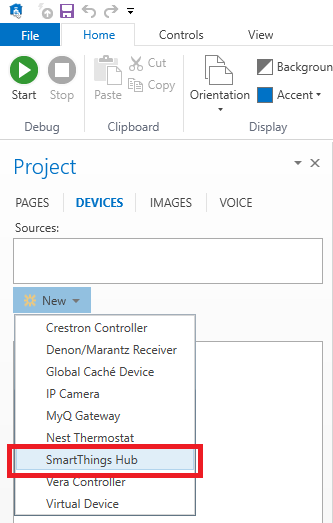 File Home Controls View
Start Stop Paste Cut Copy Orientation Backgroun Accent
Debug Clipboard Display
Project
PAGES DEVICES IMAGES VOICE
Sources:
New
Crestron Controller
Denon/Marantz Receiver
Global Caché Device
IP Camera
MyQ Gateway
Nest Thermostat
SmartThings Hub
Vera Controller
Virtual Device